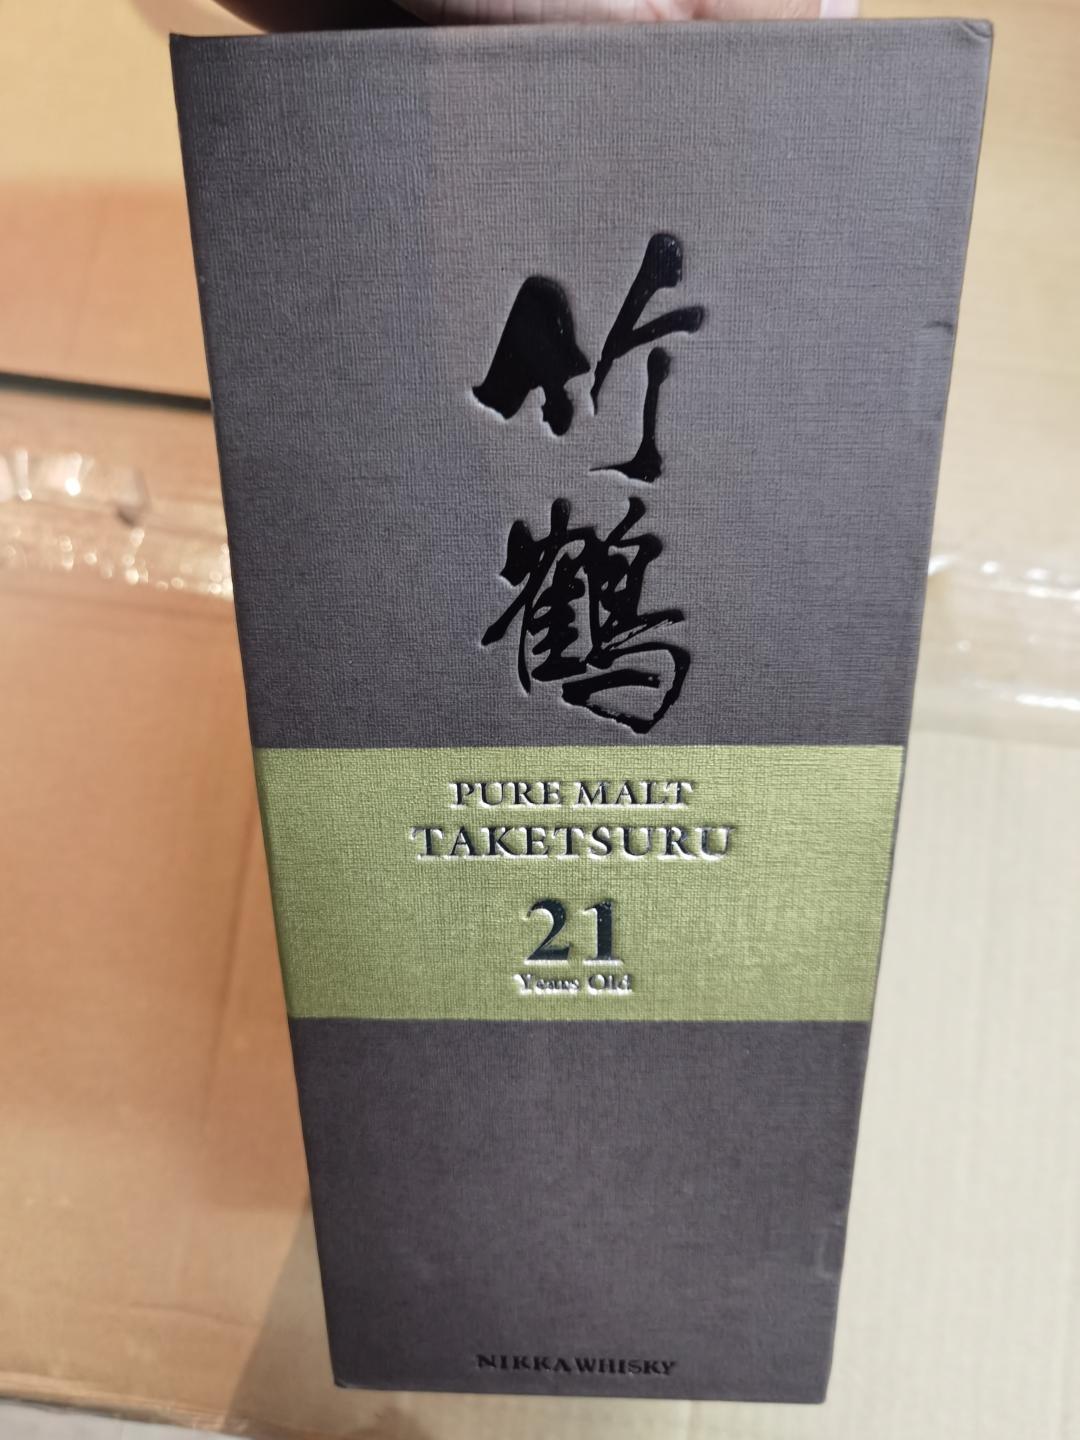 竹鶴
PURE MALT
TAKETSURU
21
Years Old
NIKKA WHISKY